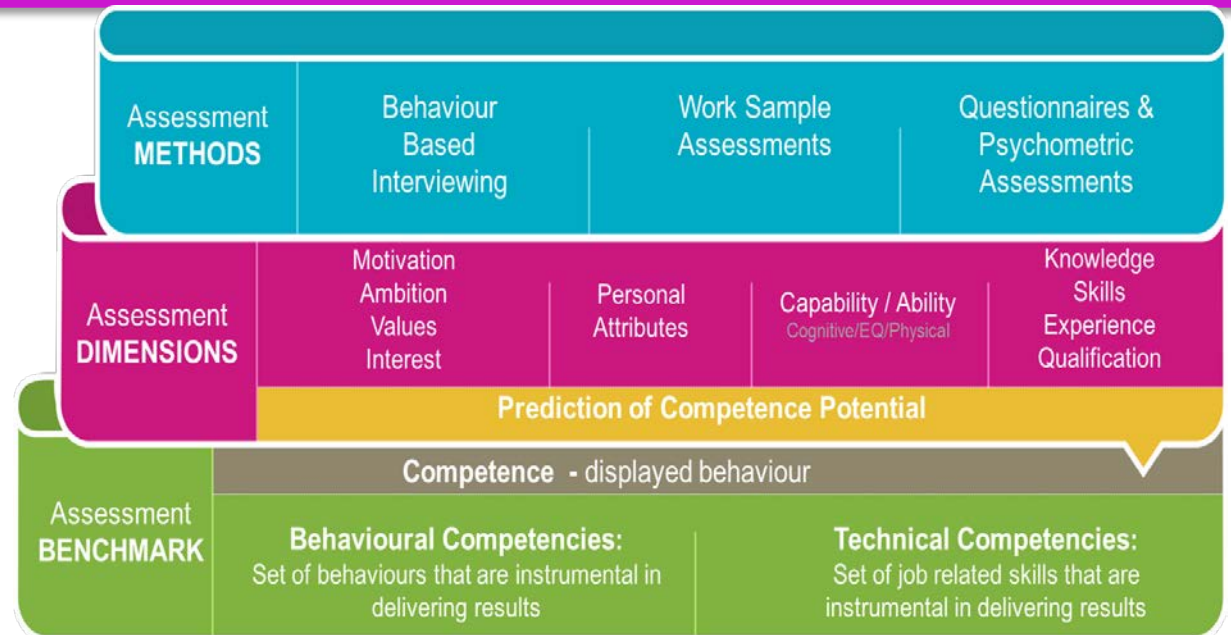 Assessment
METHODS
Behaviour
Based
Interviewing
Work Sample
Assessments
Questionnaires &
Psychometric
Assessments
Assessment
DIMENSIONS
Motivation
Ambition
Values
Interest
Personal
Attributes
Capability / Ability
Cognitive/EQ/Physical
Knowledge
Skills
Experience
Qualification
Prediction of Competence Potential
Assessment
BENCHMARK
Competence - displayed behaviour
Behavioural Competencies:
Set of behaviours that are instrumental in
delivering results
Technical Competencies:
Set of job related skills that are
instrumental in delivering results